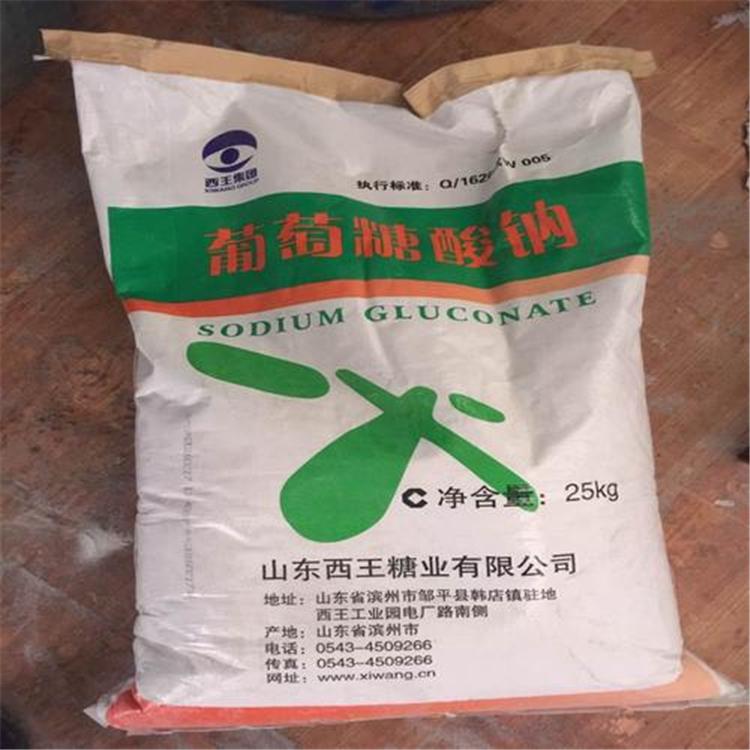 西王集团
XIWANG GROUP
执行标准：Q/162 005
葡萄糖酸钠
SODIUM GLUCONATE
C 净含量：25kg
山东西王糖业有限公司
地址：山东省滨州市邹平县韩店镇驻地
西王工业园电厂路南侧
产地：山东省滨州市
电话：0543-4509266
传真：0543-4509266
网址：www.xiwang.cn